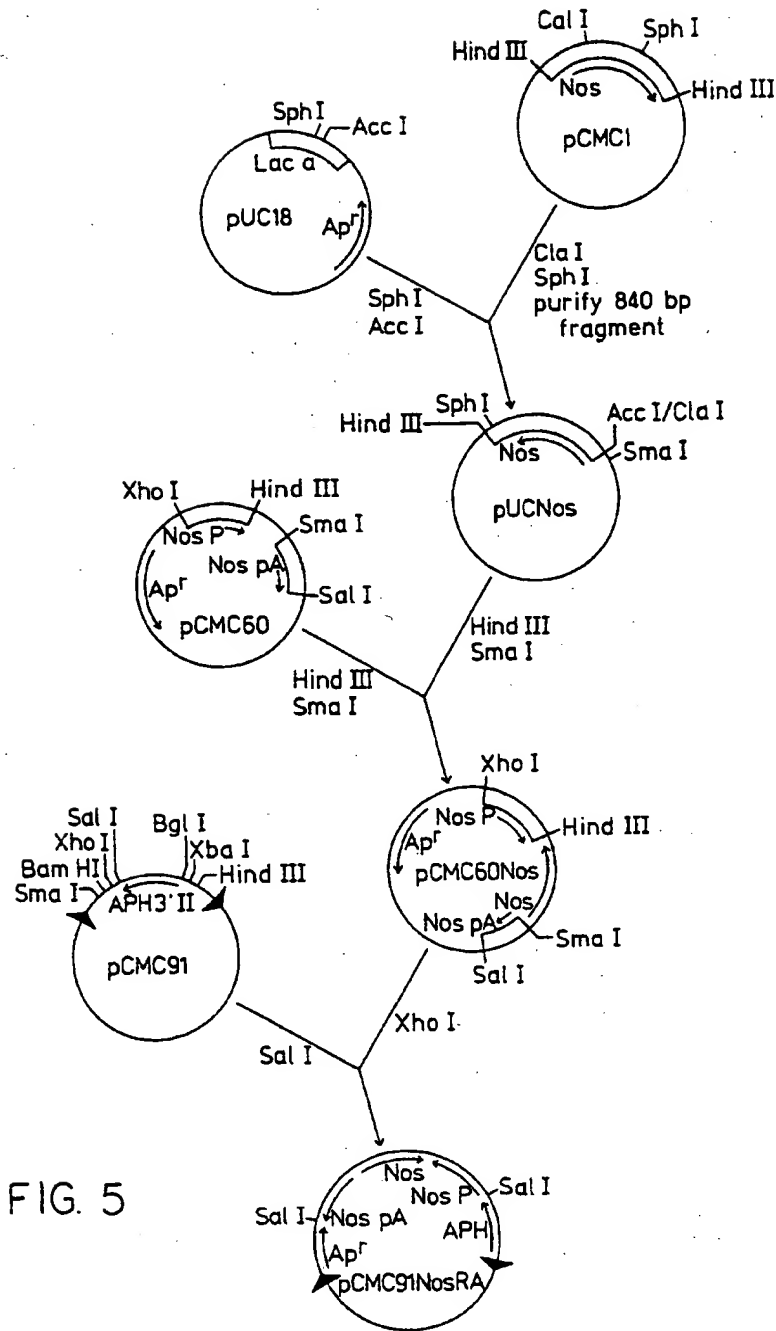 Cal I
Sph I
Hind III
Nos
Hind III
pCMC1
Sph I
Acc I
Lac a
pUC18
Apʳ
Cla I
Sph I
purify 840 bp
fragment
Sph I
Acc I
Sph I
Hind III
Acc I/Cla I
Nos
Sma I
pUCNos
Xho I
Hind III
Nos P
Sma I
Nos pA
Apʳ
Sal I
pCMC60
Hind III
Sma I
Hind III
Sma I
Xho I
Nos P
Hind III
Apʳ
pCMC60Nos
Nos
Nos pA
Sma I
Sal I
Sal I
Bgl I
Xho I
Xba I
Bam HI
Hind III
Sma I
APH3' II
pCMC91
Xho I
Sal I
Nos
Nos P
Sal I
Sal I
Nos pA
APH
Apʳ
pCMC91NosRA
FIG. 5